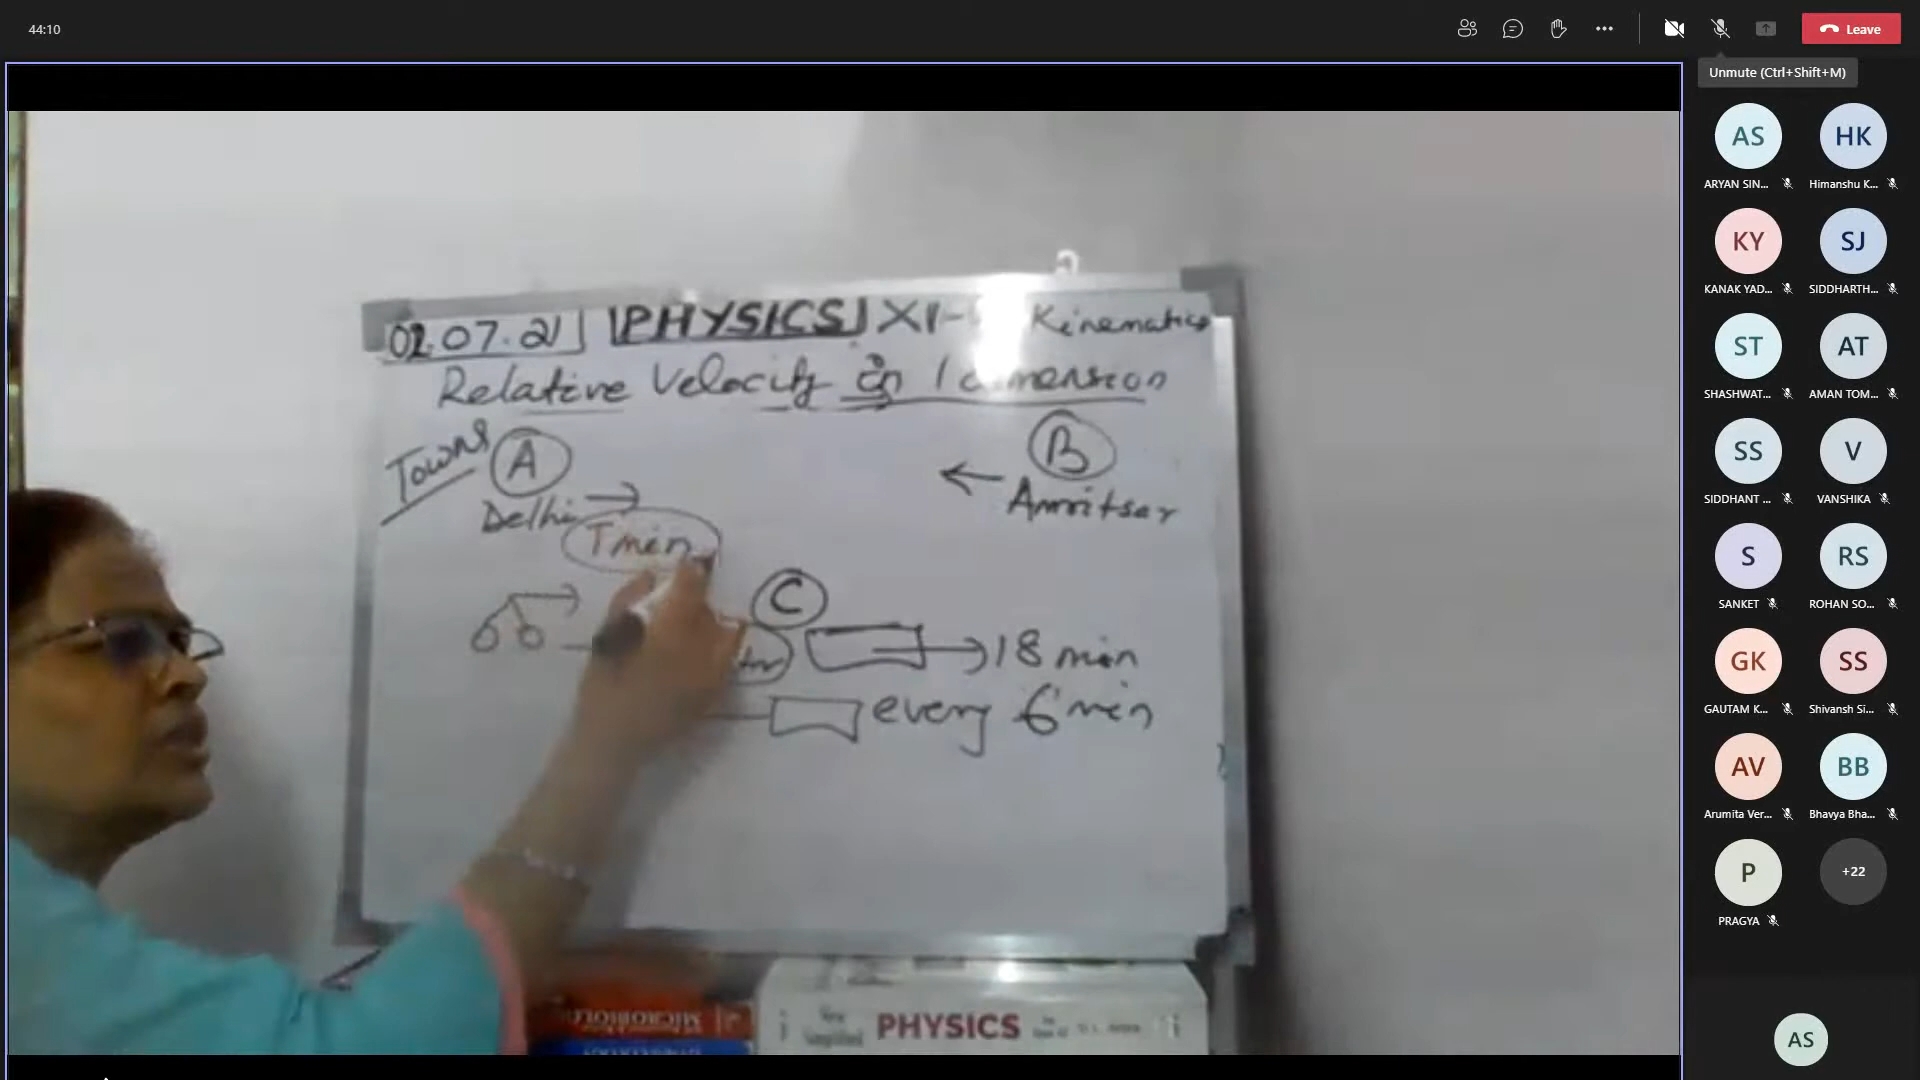 44:10
Leave
Unmute (Ctrl+Shift+M)
AS HK
ARYAN SIN... Himanshu K...
KY SJ
KANAK YAD... SIDDHARTH...
ST AT
SHASHWAT... AMAN TOM...
SS V
SIDDHANT ... VANSHIKA
S RS
SANKET ROHAN SO...
GK SS
GAUTAM K... Shivansh Si...
AV BB
Arumita Ver... Bhavya Bha...
P +22
PRAGYA
AS
02.07.21 PHYSICS XI- Kinematics
Relative Velocity in 1 dimension
Towns A B
Delhi Amritsar
T min
C
18 min
every 6 min
MICROBIOLOG
PHYSICS